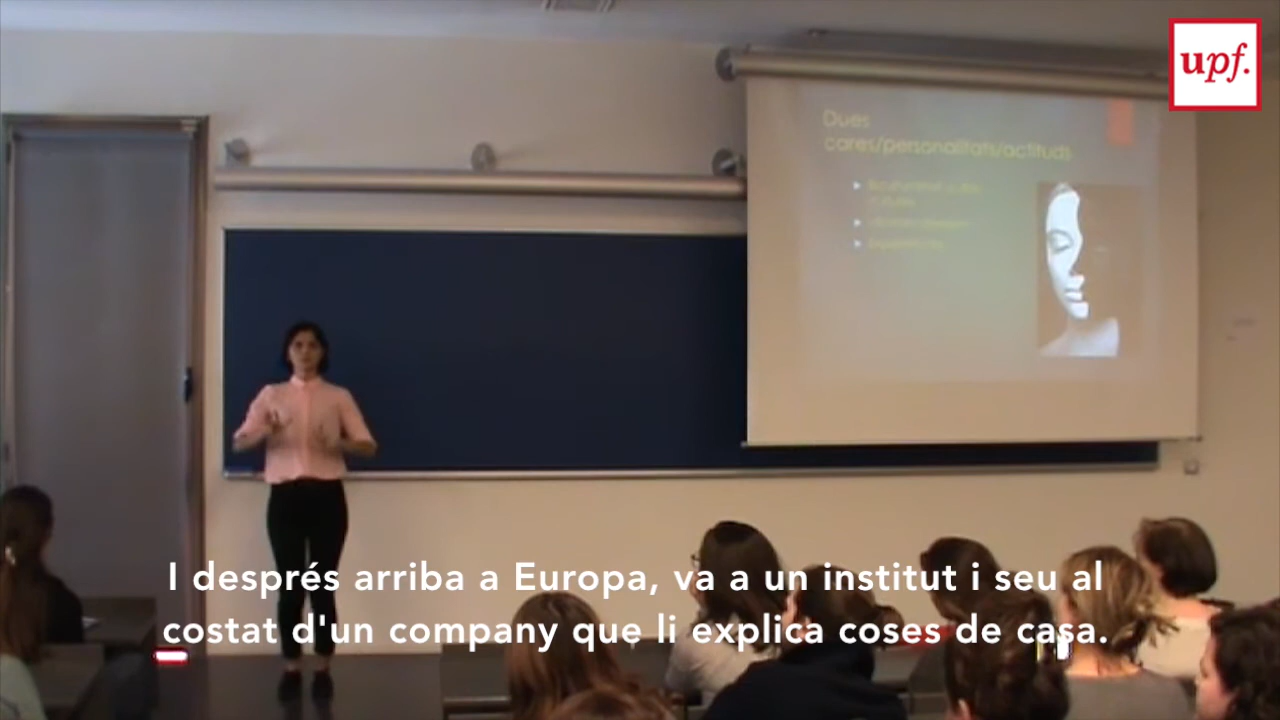 upf.
Dues
cares/personalitats/actituds
I després arriba a Europa, va a un institut i seu al
costat d'un company que li explica coses de casa.